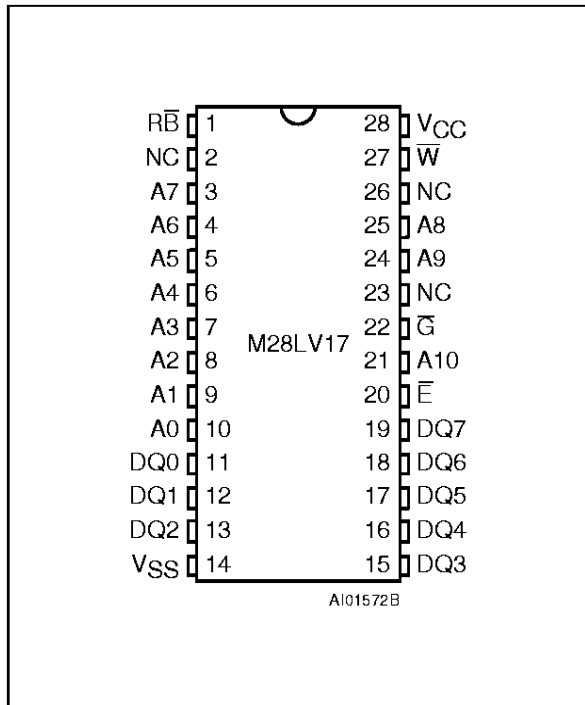 RB̅ 1 28 VCC
NC 2 27 W̅
A7 3 26 NC
A6 4 25 A8
A5 5 24 A9
A4 6 23 NC
A3 7 22 G̅
M28LV17
A2 8 21 A10
A1 9 20 E̅
A0 10 19 DQ7
DQ0 11 18 DQ6
DQ1 12 17 DQ5
DQ2 13 16 DQ4
VSS 14 15 DQ3
AI01572B